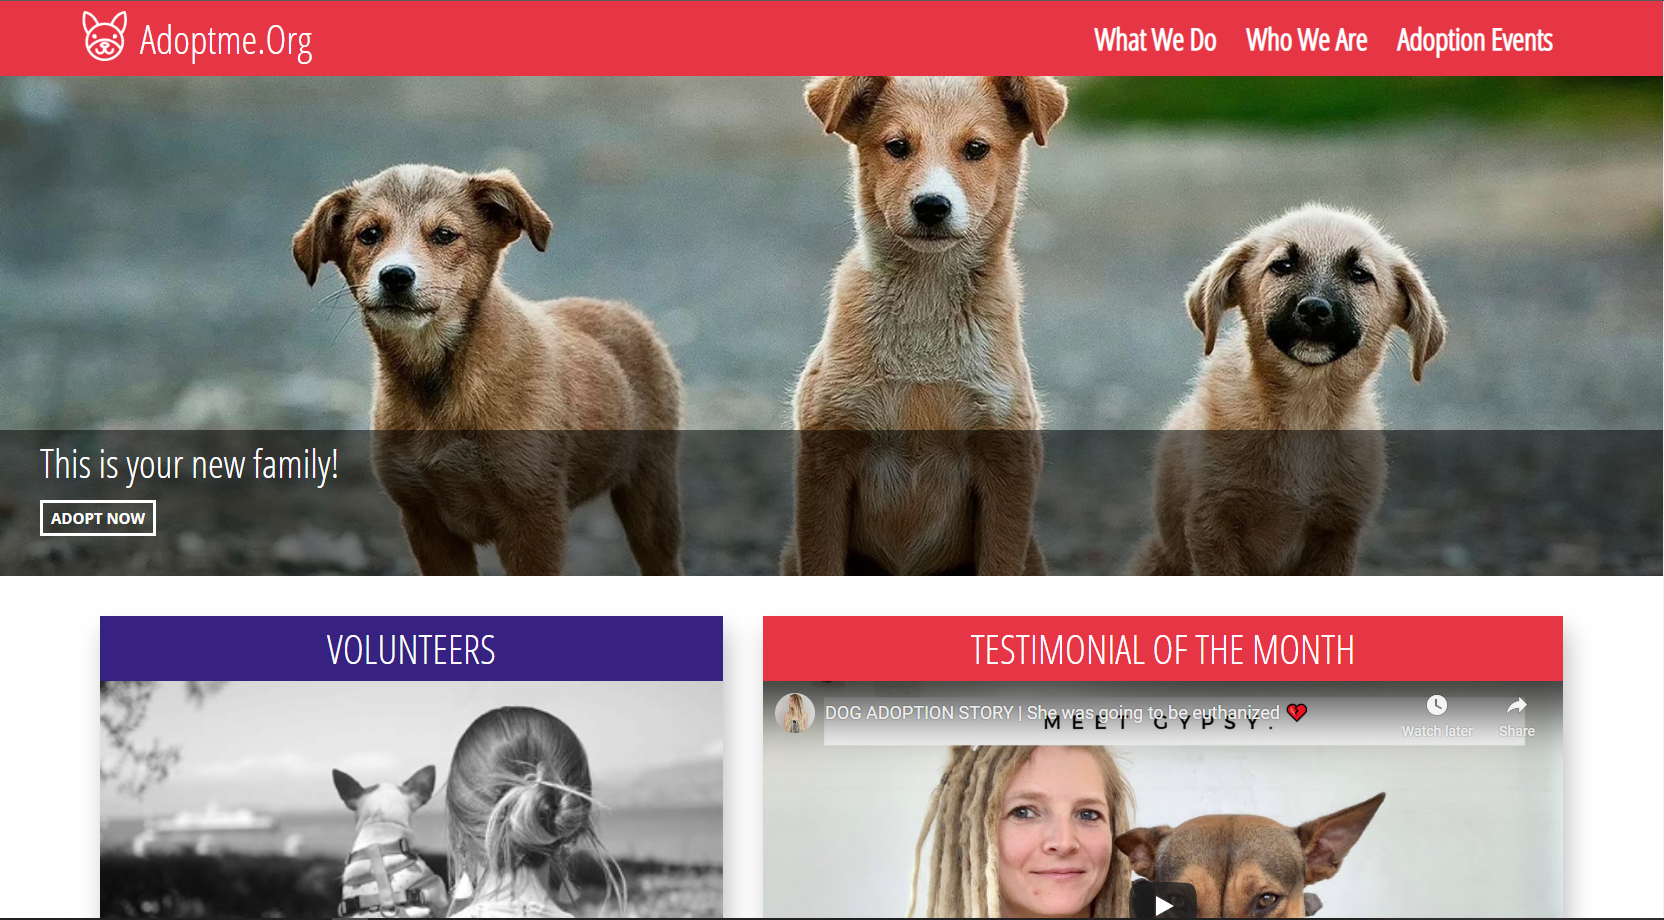 Adoptme.Org
What We Do Who We Are Adoption Events
This is your new family!
ADOPT NOW
VOLUNTEERS
TESTIMONIAL OF THE MONTH
DOG ADOPTION STORY | She was going to be euthanized 💔
MEET GYPSY.
Watch later Share